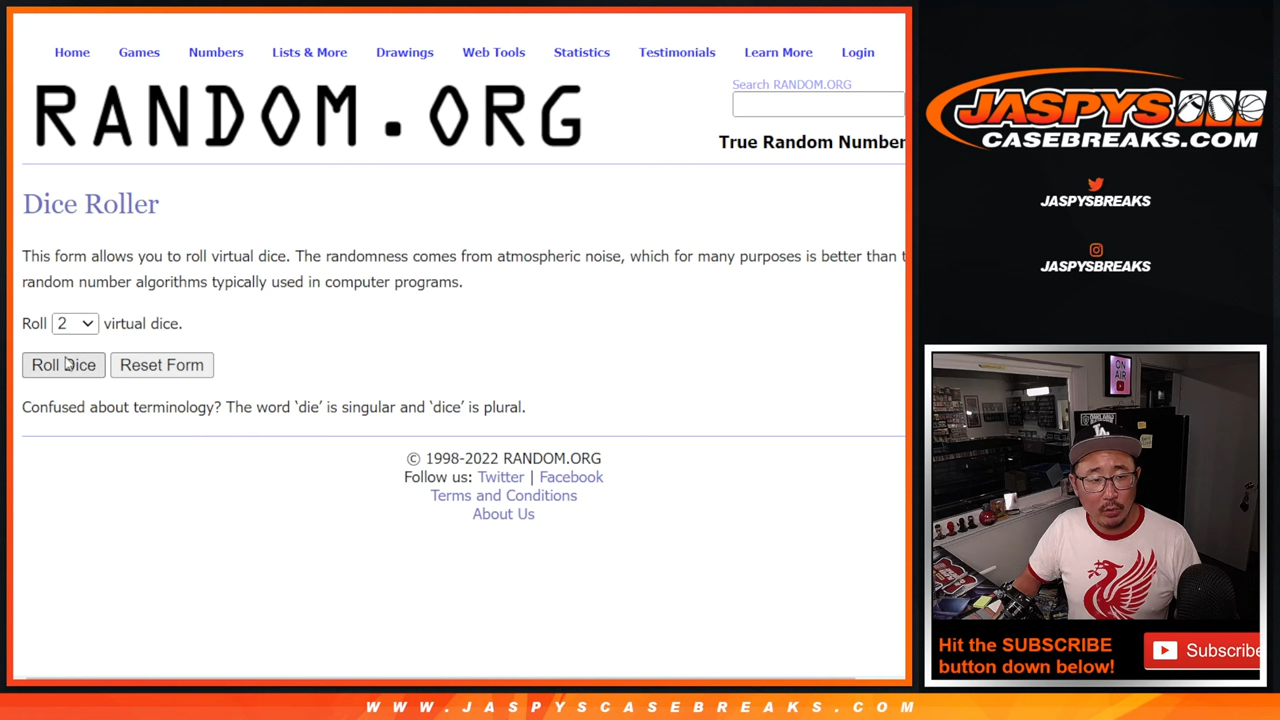 Home Games Numbers Lists & More Drawings Web Tools Statistics Testimonials Learn More Login
RANDOM.ORG
Search RANDOM.ORG
True Random Number
Dice Roller
This form allows you to roll virtual dice. The randomness comes from atmospheric noise, which for many purposes is better than t
random number algorithms typically used in computer programs.
Roll 2 virtual dice.
Roll Dice Reset Form
Confused about terminology? The word ‘die’ is singular and ‘dice’ is plural.
© 1998-2022 RANDOM.ORG
Follow us: Twitter | Facebook
Terms and Conditions
About Us
JASPYS
CASEBREAKS.COM
JASPYSBREAKS
JASPYSBREAKS
ON
AIR
LA
Hit the SUBSCRIBE
button down below!
Subscribe
WWW.JASPYSCASEBREAKS.COM